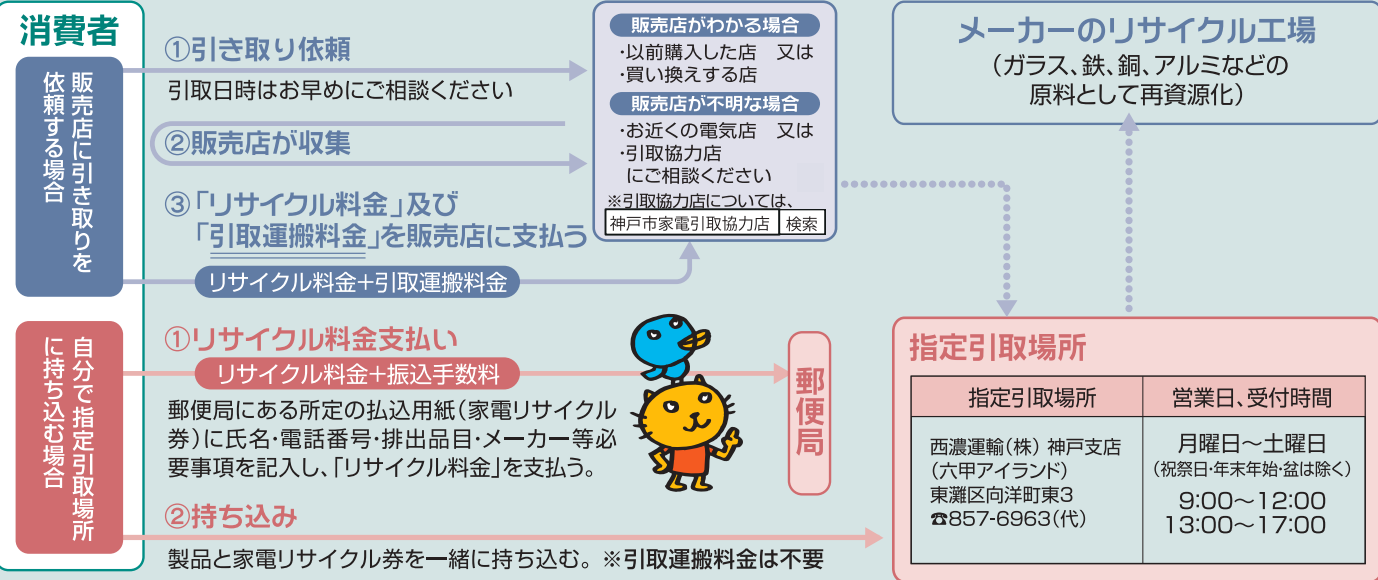 消費者
販売店に引き取りを
依頼する場合
①引き取り依頼
引取日時はお早めにご相談ください
②販売店が収集
③「リサイクル料金」及び
「引取運搬料金」を販売店に支払う
リサイクル料金+引取運搬料金
販売店がわかる場合
・以前購入した店 又は
・買い換えする店
販売店が不明な場合
・お近くの電気店 又は
・引取協力店
にご相談ください
※引取協力店については、
神戸市家電引取協力店 検索
メーカーのリサイクル工場
(ガラス、鉄、銅、アルミなどの
原料として再資源化)
自分で指定引取場所
に持ち込む場合
①リサイクル料金支払い
リサイクル料金+振込手数料
郵便局にある所定の払込用紙(家電リサイクル
券)に氏名・電話番号・排出品目・メーカー等必
要事項を記入し、「リサイクル料金」を支払う。
郵便局
②持ち込み
製品と家電リサイクル券を一緒に持ち込む。※引取運搬料金は不要
指定引取場所
指定引取場所 営業日、受付時間
西濃運輸(株) 神戸支店
(六甲アイランド)
東灘区向洋町東3
☎857-6963(代)
月曜日〜土曜日
(祝祭日・年末年始・盆は除く)
9:00〜12:00
13:00〜17:00